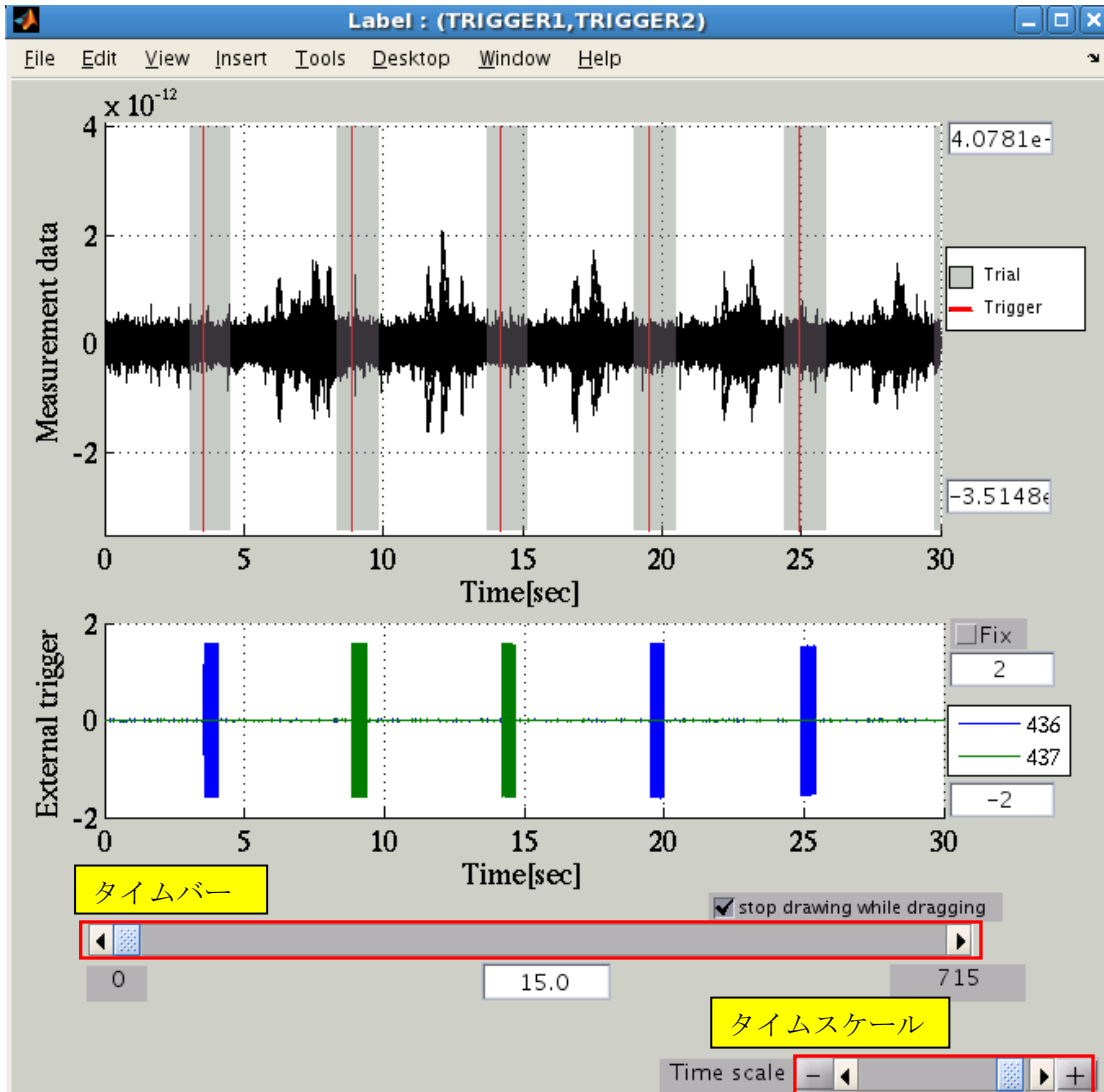 Label : (TRIGGER1,TRIGGER2)
File Edit View Insert Tools Desktop Window Help
x 10^-12
4
2
0
-2
Measurement data
4.0781e-
Trial
Trigger
-3.5148e
0 5 10 15 20 25 30
Time[sec]
2
0
-2
External trigger
Fix
2
436
437
-2
0 5 10 15 20 25 30
Time[sec]
タイムバー
stop drawing while dragging
0 15.0 715
タイムスケール
Time scale - +